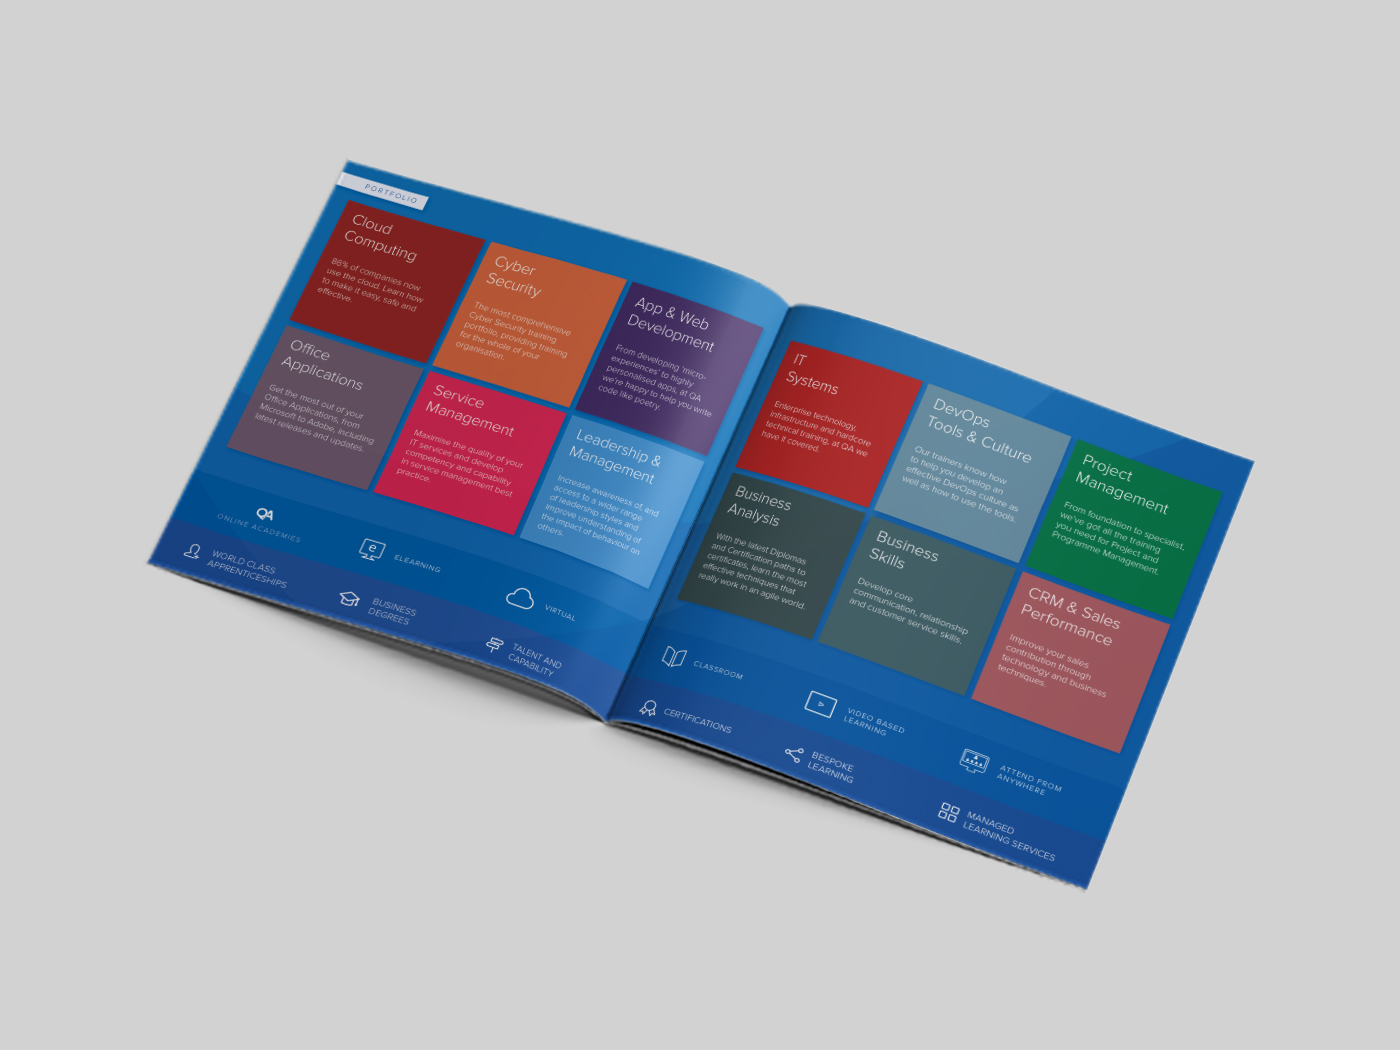 PORTFOLIO
Cloud
Computing
86% of companies now
use the cloud. Learn how
to make it easy, safe and
effective.
Cyber
Security
The most comprehensive
Cyber Security training
portfolio, providing training
for the whole of your
organisation.
App & Web
Development
From developing 'micro-
experiences' to highly
personalised apps, at QA
we're happy to help you write
code like poetry.
Office
Applications
Get the most out of your
Office Applications, from
Microsoft to Adobe, including
latest releases and updates.
Service
Management
Maximise the quality of your
IT services and develop
competency and capability
in service management best
practice.
Leadership &
Management
Increase awareness of, and
access to a wider range
of leadership styles and
improve understanding of
the impact of behaviour on
others.
QA
ONLINE ACADEMIES
ELEARNING
VIRTUAL
WORLD CLASS
APPRENTICESHIPS
BUSINESS
DEGREES
TALENT AND
CAPABILITY
IT
Systems
Enterprise technology,
infrastructure and hardcore
technical training, at QA we
have it covered.
DevOps
Tools & Culture
Our trainers know how
to help you develop an
effective DevOps culture as
well as how to use the tools.
Project
Management
From foundation to specialist,
we've got all the training
you need for Project and
Programme Management.
Business
Analysis
With the latest Diplomas
and Certification paths to
certificates, learn the most
effective techniques that
really work in an agile world.
Business
Skills
Develop core
communication, relationship
and customer service skills.
CRM & Sales
Performance
Improve your sales
contribution through
technology and business
techniques.
CLASSROOM
VIDEO BASED
LEARNING
ATTEND FROM
ANYWHERE
CERTIFICATIONS
BESPOKE
LEARNING
MANAGED
LEARNING SERVICES